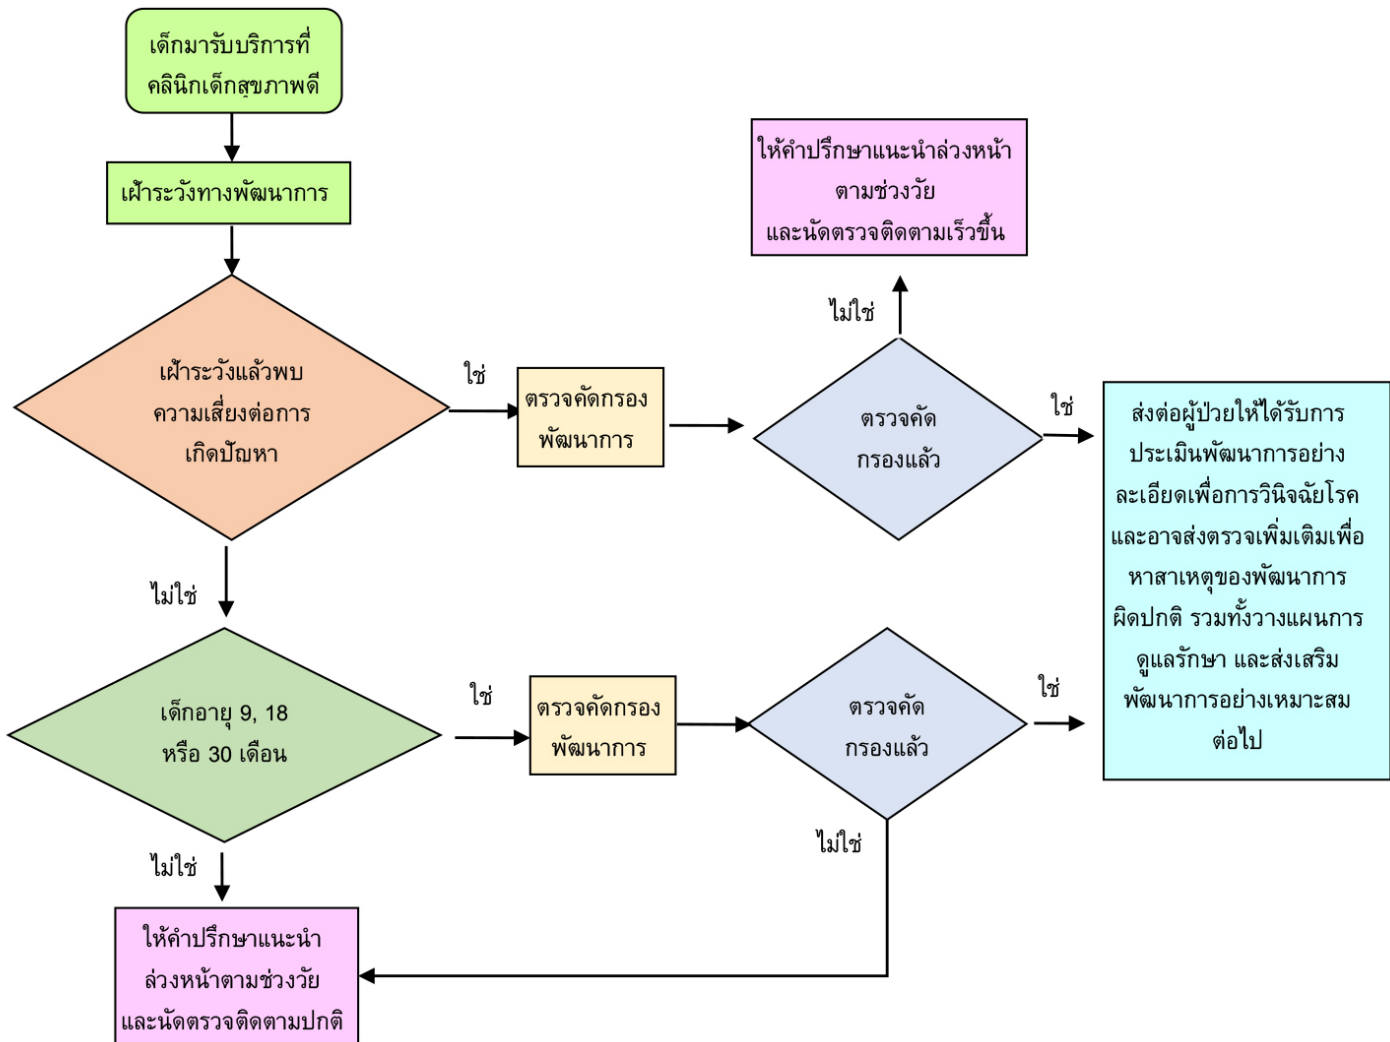 เด็กมารับบริการที่
คลินิกเด็กสุขภาพดี
เฝ้าระวังทางพัฒนาการ
ให้คำปรึกษาแนะนำล่วงหน้า
ตามช่วงวัย
และนัดตรวจติดตามเร็วขึ้น
ไม่ใช่
เฝ้าระวังแล้วพบ
ความเสี่ยงต่อการ
เกิดปัญหา
ใช่
ตรวจคัดกรอง
พัฒนาการ
ตรวจคัด
กรองแล้ว
ใช่
ส่งต่อผู้ป่วยให้ได้รับการ
ประเมินพัฒนาการอย่าง
ละเอียดเพื่อการวินิจฉัยโรค
และอาจส่งตรวจเพิ่มเติมเพื่อ
หาสาเหตุของพัฒนาการ
ผิดปกติ รวมทั้งวางแผนการ
ดูแลรักษา และส่งเสริม
พัฒนาการอย่างเหมาะสม
ต่อไป
ไม่ใช่
เด็กอายุ 9, 18
หรือ 30 เดือน
ใช่
ตรวจคัดกรอง
พัฒนาการ
ตรวจคัด
กรองแล้ว
ใช่
ไม่ใช่
ไม่ใช่
ให้คำปรึกษาแนะนำ
ล่วงหน้าตามช่วงวัย
และนัดตรวจติดตามปกติ